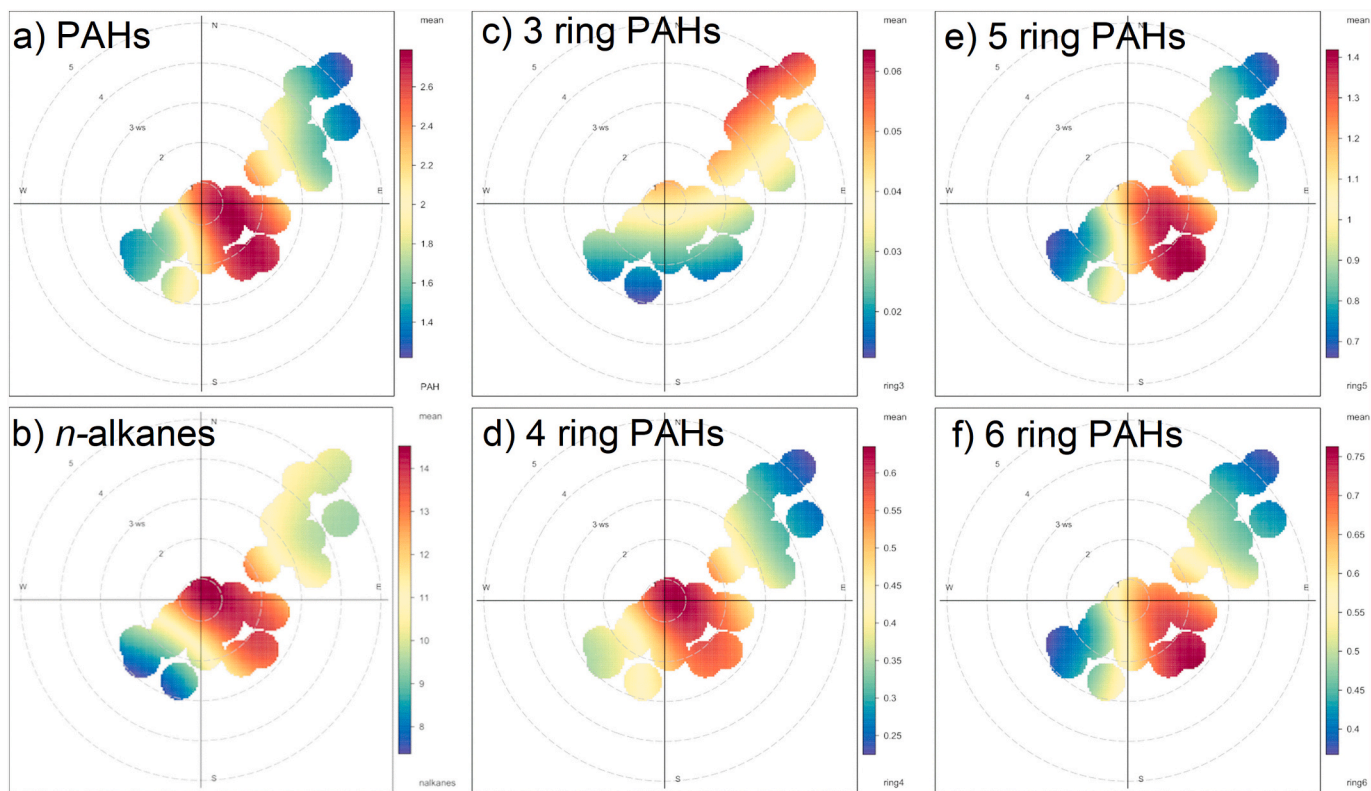 a) PAHs
mean
N
5
4
3 ws
2
1
W
E
S
2.6
2.4
2.2
2
1.8
1.6
1.4
PAH
c) 3 ring PAHs
mean
N
5
4
3 ws
2
1
W
E
S
0.06
0.05
0.04
0.03
0.02
ring3
e) 5 ring PAHs
mean
N
5
4
3 ws
2
1
W
E
S
1.4
1.3
1.2
1.1
1
0.9
0.8
0.7
ring5
b) n-alkanes
mean
N
5
4
3 ws
2
1
W
E
S
14
13
12
11
10
9
8
nalkanes
d) 4 ring PAHs
mean
N
5
4
3 ws
2
1
W
E
S
0.6
0.55
0.5
0.45
0.4
0.35
0.3
0.25
ring4
f) 6 ring PAHs
mean
N
5
4
3 ws
2
1
W
E
S
0.75
0.7
0.65
0.6
0.55
0.5
0.45
0.4
ring6